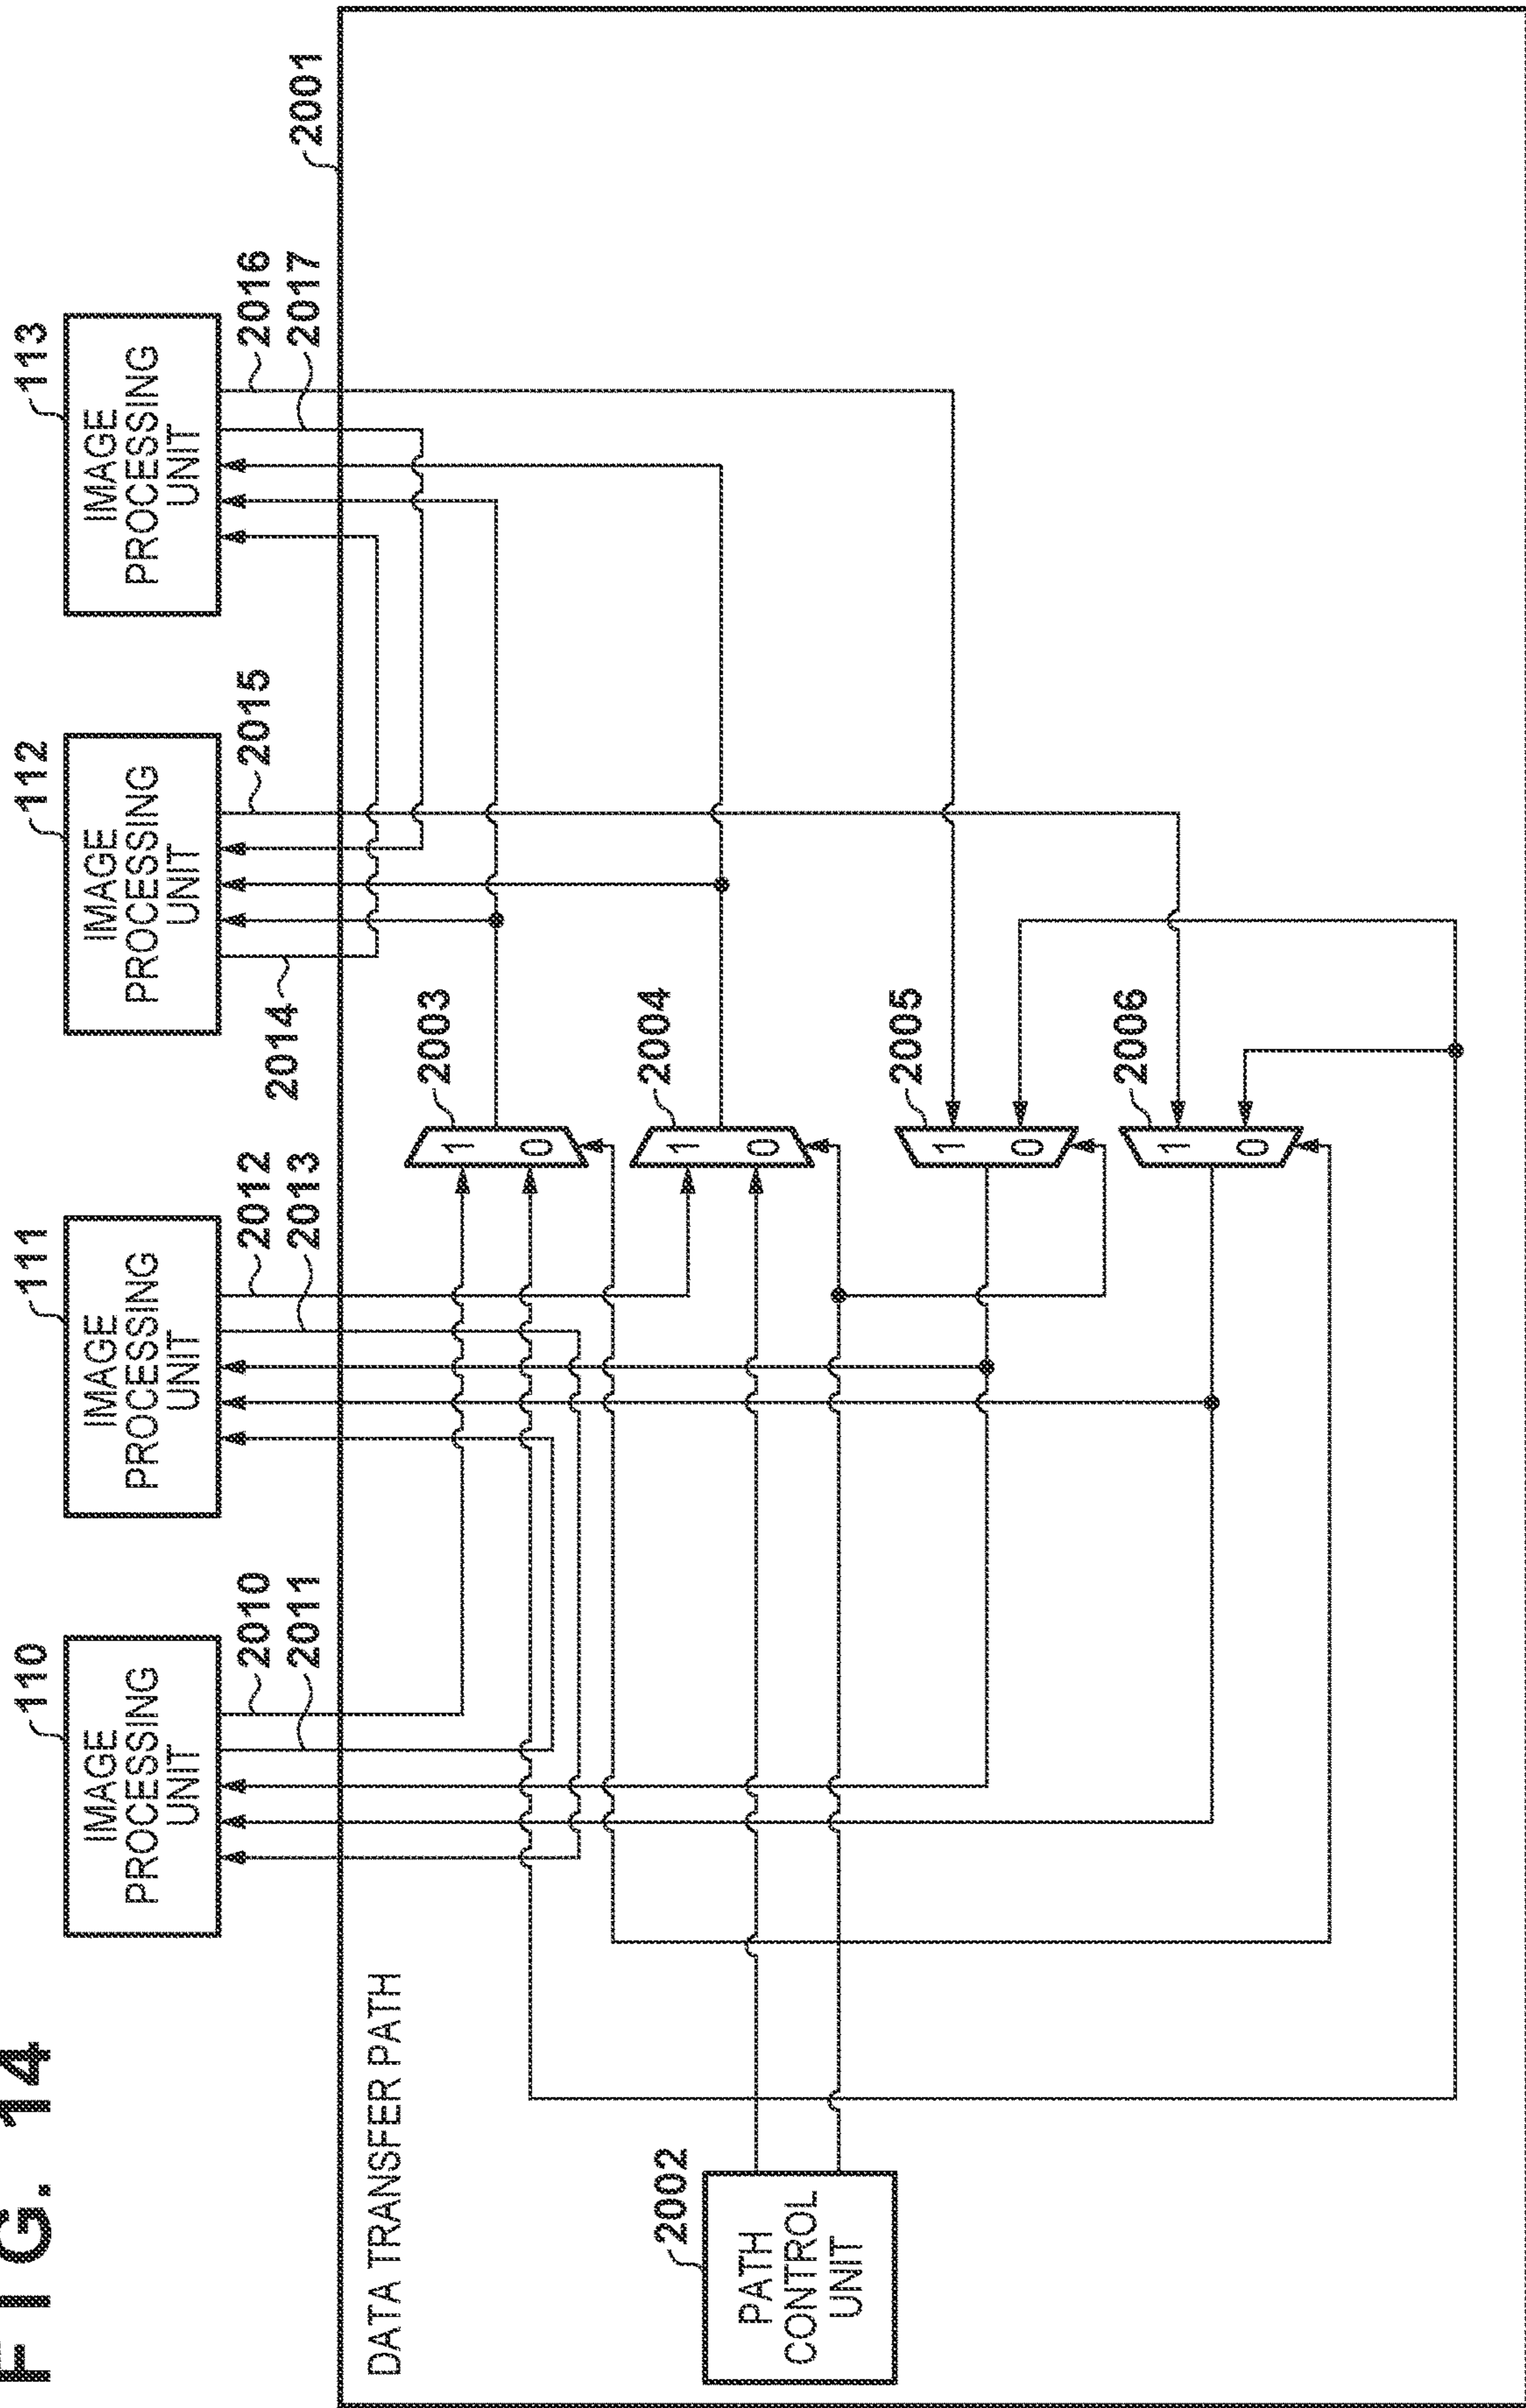 FIG. 14
110
IMAGE
PROCESSING
UNIT
111
IMAGE
PROCESSING
UNIT
112
IMAGE
PROCESSING
UNIT
113
IMAGE
PROCESSING
UNIT
2010
2011
2012
2013
2014
2015
2016
2017
2001
DATA TRANSFER PATH
2002
PATH
CONTROL
UNIT
2003
1
0
2004
1
0
2005
1
0
2006
1
0